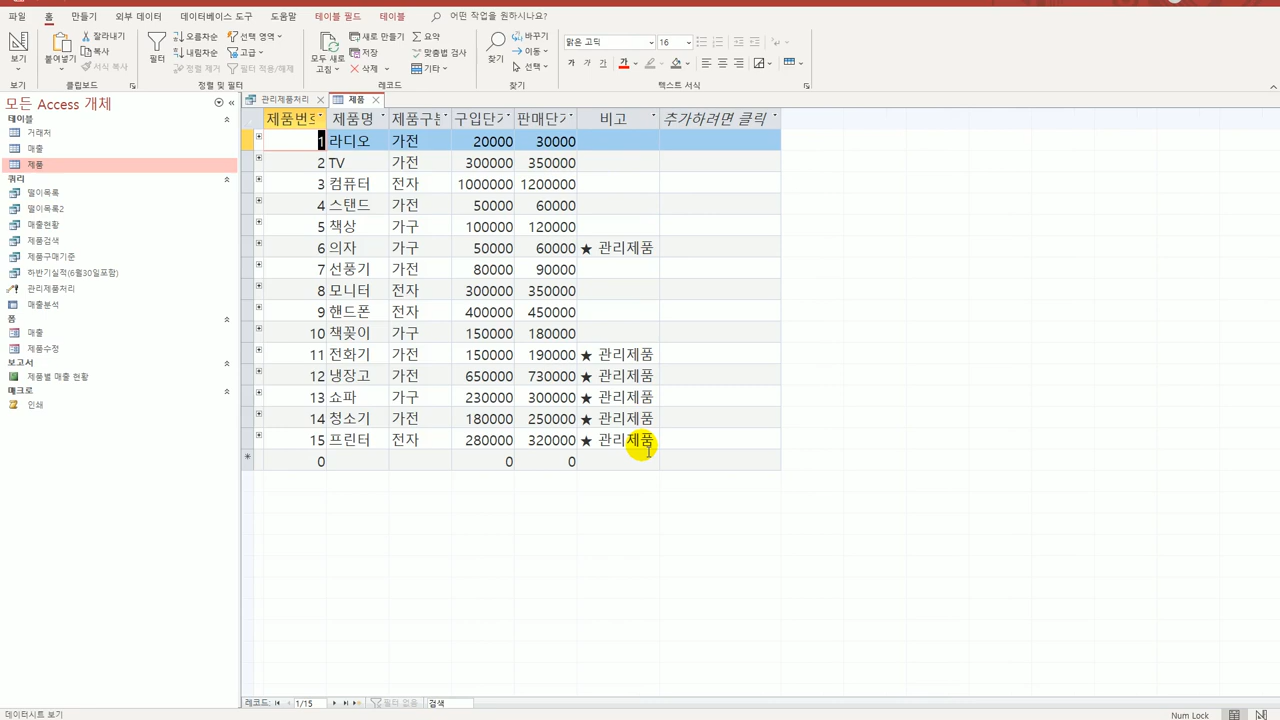 파일 홈 만들기 외부 데이터 데이터베이스 도구 도움말 테이블 필드 테이블 어떤 작업을 원하시나요?
보기
보기
붙여넣기
잘라내기
복사
서식 복사
클립보드
필터
오름차순
내림차순
정렬 제거
선택 영역
고급
필터 적용/해제
정렬 및 필터
모두 새로 고침
새로 만들기
저장
삭제
요약
맞춤법 검사
기타
레코드
찾기
바꾸기
이동
선택
찾기
맑은 고딕 16
가 가 가 가
텍스트 서식
모든 Access 개체
테이블
거래처
매출
제품
쿼리
떨이목록
떨이목록2
매출현황
제품검색
제품구매기준
하반기실적(6월30일포함)
관리제품처리
매출분석
폼
매출
제품수정
보고서
제품별 매출 현황
매크로
인쇄
관리제품처리 제품
제품번호 제품명 제품구분 구입단가 판매단가 비고 추가하려면 클릭
1 라디오 가전 20000 30000
2 TV 가전 300000 350000
3 컴퓨터 전자 1000000 1200000
4 스탠드 가전 50000 60000
5 책상 가구 100000 120000
6 의자 가구 50000 60000 ★ 관리제품
7 선풍기 가전 80000 90000
8 모니터 전자 300000 350000
9 핸드폰 전자 400000 450000
10 책꽂이 가구 150000 180000
11 전화기 가전 150000 190000 ★ 관리제품
12 냉장고 가전 650000 730000 ★ 관리제품
13 쇼파 가구 230000 300000 ★ 관리제품
14 청소기 가전 180000 250000 ★ 관리제품
15 프린터 전자 280000 320000 ★ 관리제품
0 0 0
레코드: 1/15 필터 없음 검색
데이터시트 보기 Num Lock